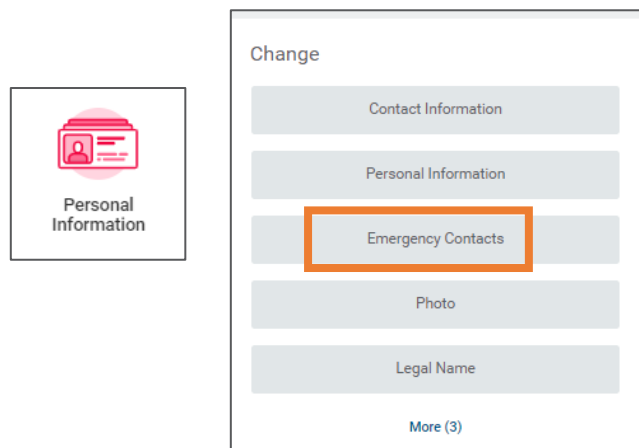 Personal
Information
Change
Contact Information
Personal Information
Emergency Contacts
Photo
Legal Name
More (3)